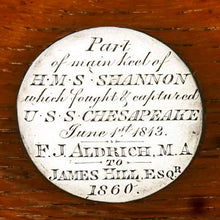 Part
of main keel of
H·M·S·SHANNON
which fought & captured
U·S·S·CHESAPEAKE
June 1st 1813.
F.J. ALDRICH, M.A
TO
JAMES HILL, ESQR
1860.